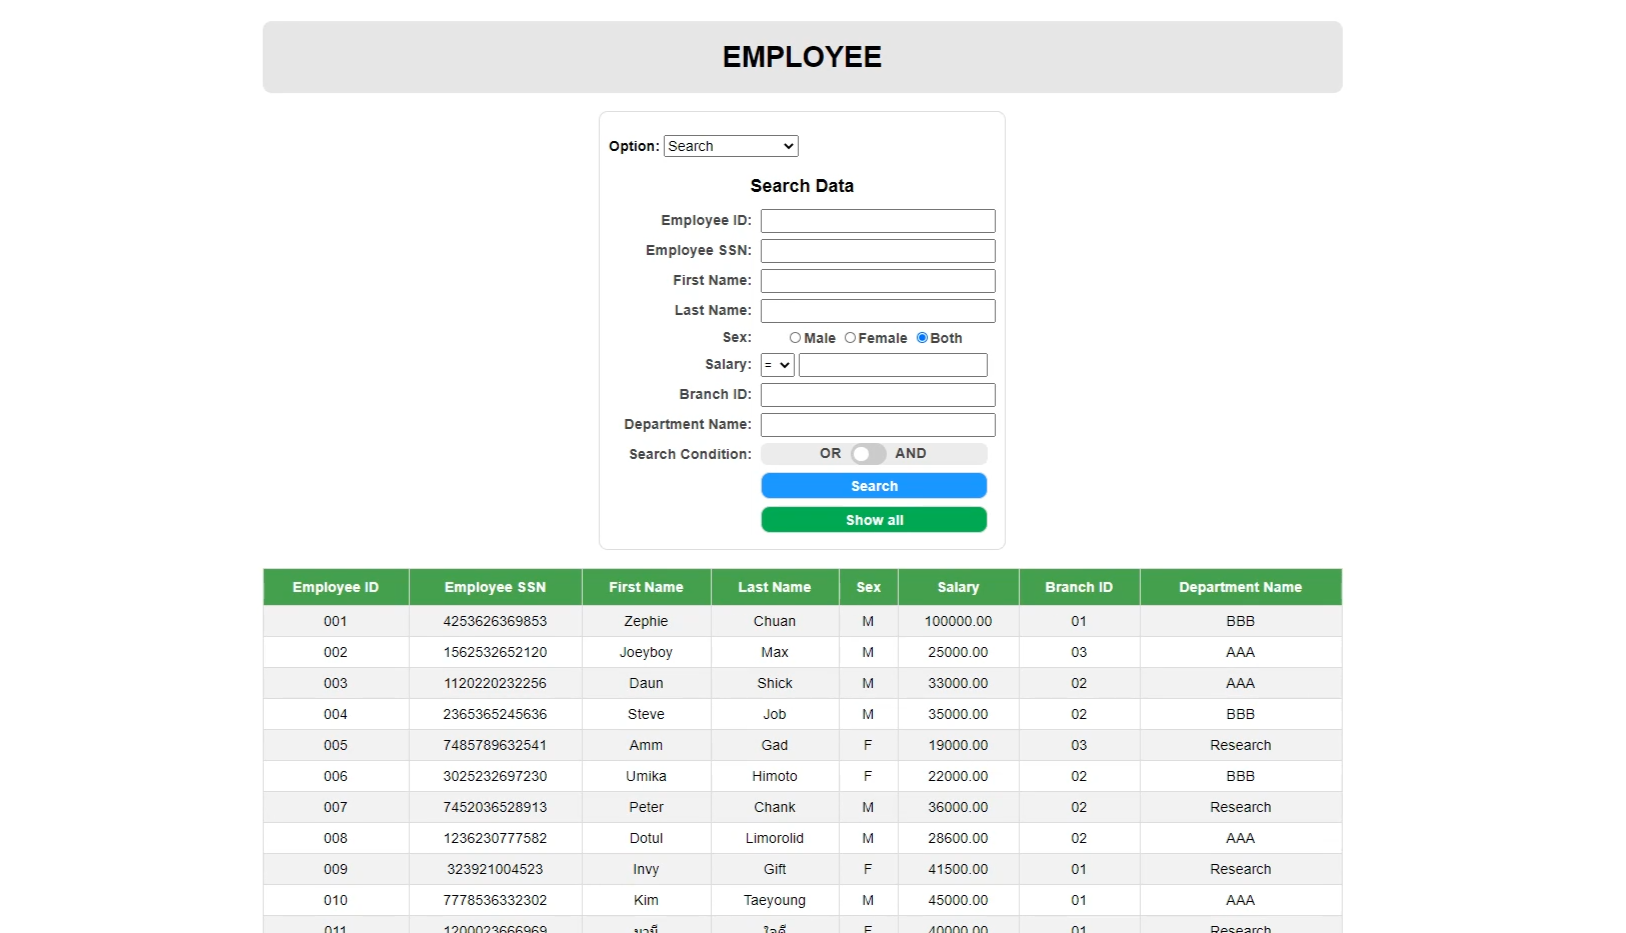 EMPLOYEE
Option: Search
Search Data
Employee ID:
Employee SSN:
First Name:
Last Name:
Sex: Male Female Both
Salary: =
Branch ID:
Department Name:
Search Condition: OR AND
Search
Show all
Employee ID Employee SSN First Name Last Name Sex Salary Branch ID Department Name
001 4253626369853 Zephie Chuan M 100000.00 01 BBB
002 1562532652120 Joeyboy Max M 25000.00 03 AAA
003 1120220232256 Daun Shick M 33000.00 02 AAA
004 2365365245636 Steve Job M 35000.00 02 BBB
005 7485789632541 Amm Gad F 19000.00 03 Research
006 3025232697230 Umika Himoto F 22000.00 02 BBB
007 7452036528913 Peter Chank M 36000.00 02 Research
008 1236230777582 Dotul Limorolid M 28600.00 02 AAA
009 323921004523 Invy Gift F 41500.00 01 Research
010 7778536332302 Kim Taeyoung M 45000.00 01 AAA
011 1200023666969 F 40000.00 01 Research